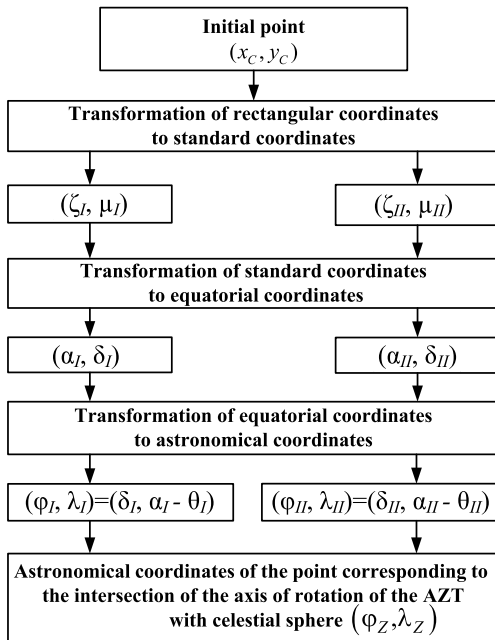 Initial point
(x_C, y_C)
Transformation of rectangular coordinates
to standard coordinates
(ζ_I, μ_I)
(ζ_II, μ_II)
Transformation of standard coordinates
to equatorial coordinates
(α_I, δ_I)
(α_II, δ_II)
Transformation of equatorial coordinates
to astronomical coordinates
(φ_I, λ_I)=(δ_I, α_I - θ_I)
(φ_II, λ_II)=(δ_II, α_II - θ_II)
Astronomical coordinates of the point corresponding to
the intersection of the axis of rotation of the AZT
with celestial sphere (φ_Z, λ_Z)